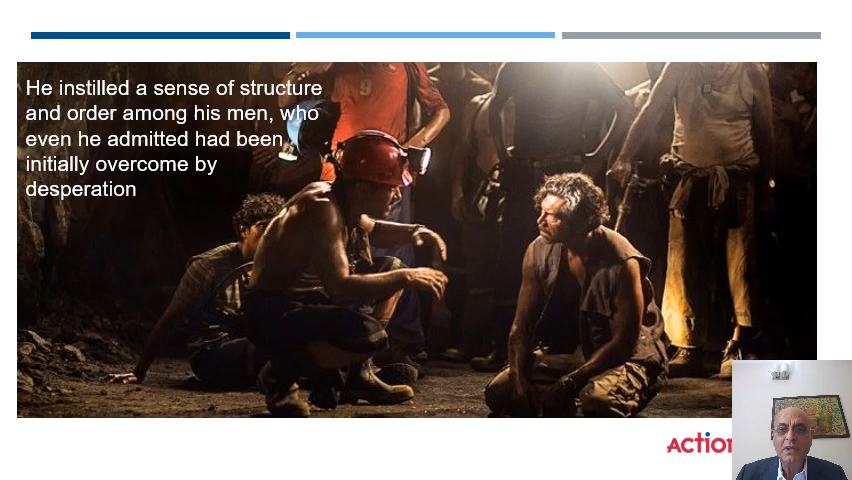 He instilled a sense of structure
and order among his men, who
even he admitted had been
initially overcome by
desperation
9
ACTION